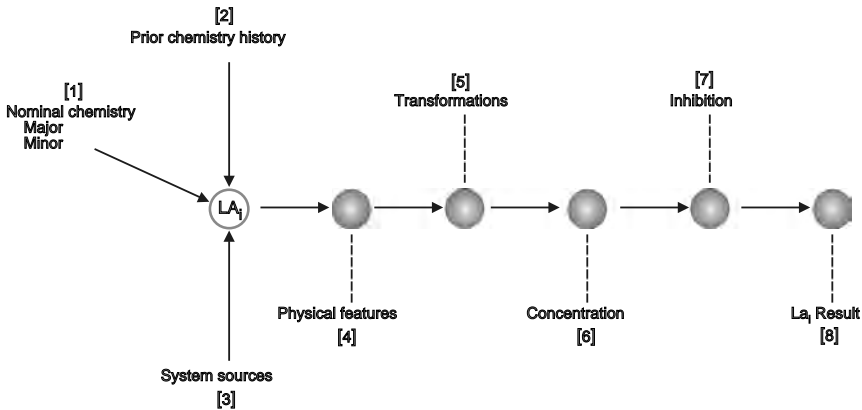 [2]
Prior chemistry history
[1]
Nominal chemistry
Major
Minor
[5]
Transformations
[7]
Inhibition
LAi
Physical features
[4]
Concentration
[6]
Lai Result
[8]
System sources
[3]